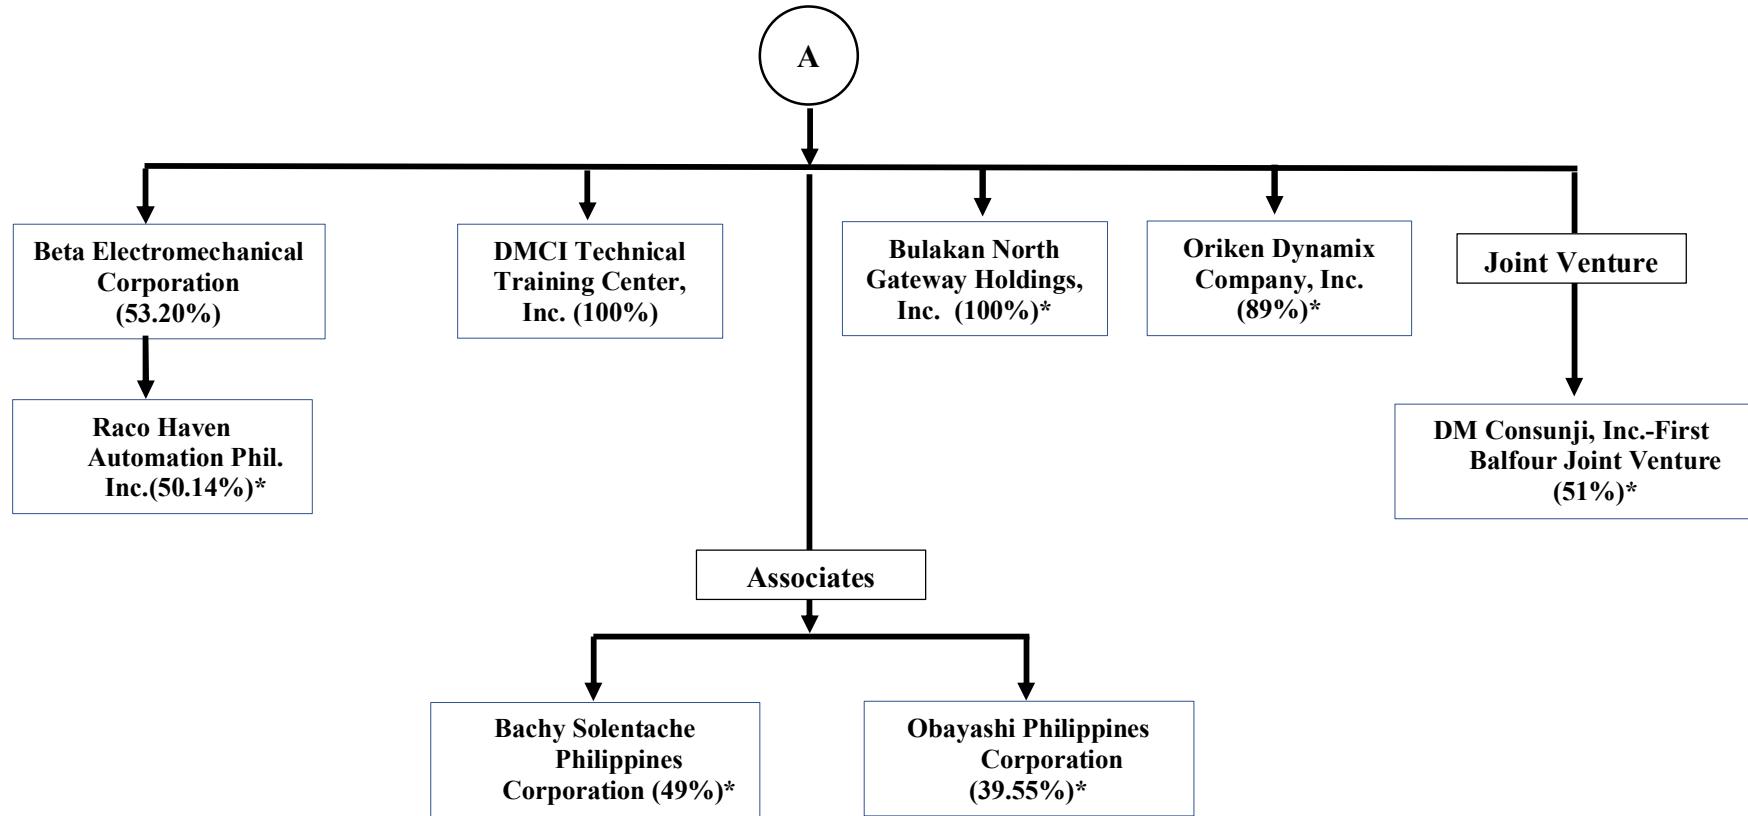 A
Beta Electromechanical
Corporation
(53.20%)
DMCI Technical
Training Center,
Inc. (100%)
Bulakan North
Gateway Holdings,
Inc. (100%)*
Oriken Dynamix
Company, Inc.
(89%)*
Joint Venture
Raco Haven
Automation Phil.
Inc.(50.14%)*
DM Consunji, Inc.-First
Balfour Joint Venture
(51%)*
Associates
Bachy Solentache
Philippines
Corporation (49%)*
Obayashi Philippines
Corporation
(39.55%)*